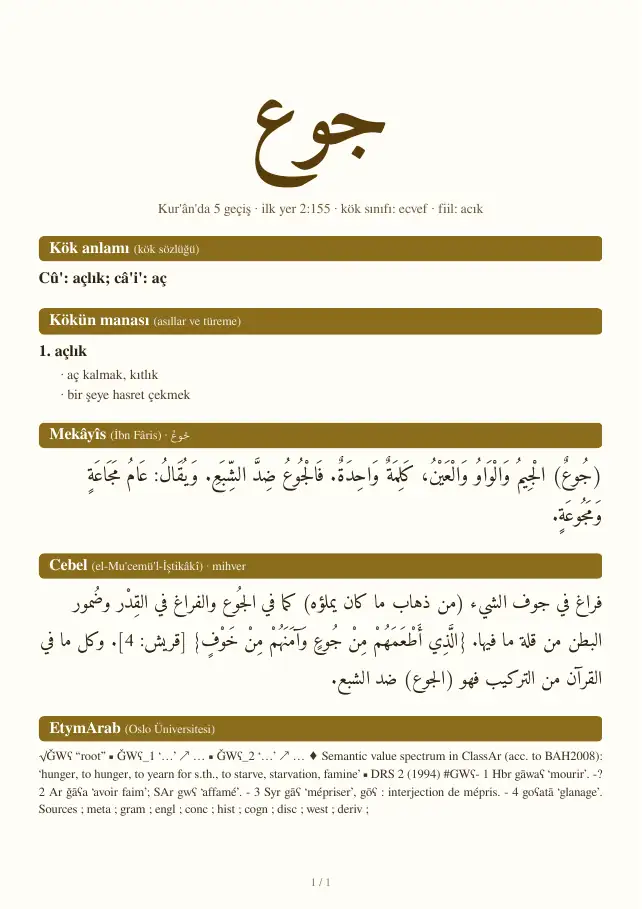 جوع
Kur'ân'da 5 geçiş · ilk yer 2:155 · kök sınıfı: ecvef · fiil: acık
Kök anlamı (kök sözlüğü)
Cû': açlık; câ'i': aç
Kökün manası (asıllar ve türeme)
1. açlık
· aç kalmak, kıtlık
· bir şeye hasret çekmek
Mekâyîs (İbn Fâris) · جُوعٌ
(جُوعٌ) الْجِيمُ وَالْوَاوُ وَالْعَيْنُ، كَلِمَةٌ وَاحِدَةٌ. فَالْجُوعُ ضِدُّ الشِّبَعِ. وَيُقَالُ: عَامُ مَجَاعَةٍ
وَمَجُوعَةٍ.
Cebel (el-Mu'cemü'l-İştikâkî) · mihver
فراغ في جوف الشيء (من ذهاب ما كان يملؤه) كما في الجُوع والفراغ في القِدْر وضُمور
البطن من قلة ما فيها. {الَّذِي أَطْعَمَهُمْ مِنْ جُوعٍ وَآمَنَهُمْ مِنْ خَوْفٍ} [قريش: 4]. وكل ما في
القرآن من التركيب فهو (الجوع) ضد الشبع.
EtymArab (Oslo Üniversitesi)
√ǦWʕ “root” ▪ ǦWʕ_1 ‘…’ ↗ … ▪ ǦWʕ_2 ‘…’ ↗ … ♦ Semantic value spectrum in ClassAr (acc. to BAH2008):
‘hunger, to hunger, to yearn for s.th., to starve, starvation, famine’ ▪ DRS 2 (1994) #GWʕ- 1 Hbr gāwaʕ ‘mourir’. -?
2 Ar ǧāʕa ‘avoir faim’; SAr gwʕ ‘affamé’. - 3 Syr gāʕ ‘mépriser’, gōʕ : interjection de mépris. - 4 goʕatā ‘glanage’.
Sources ; meta ; gram ; engl ; conc ; hist ; cogn ; disc ; west ; deriv ;
1 / 1